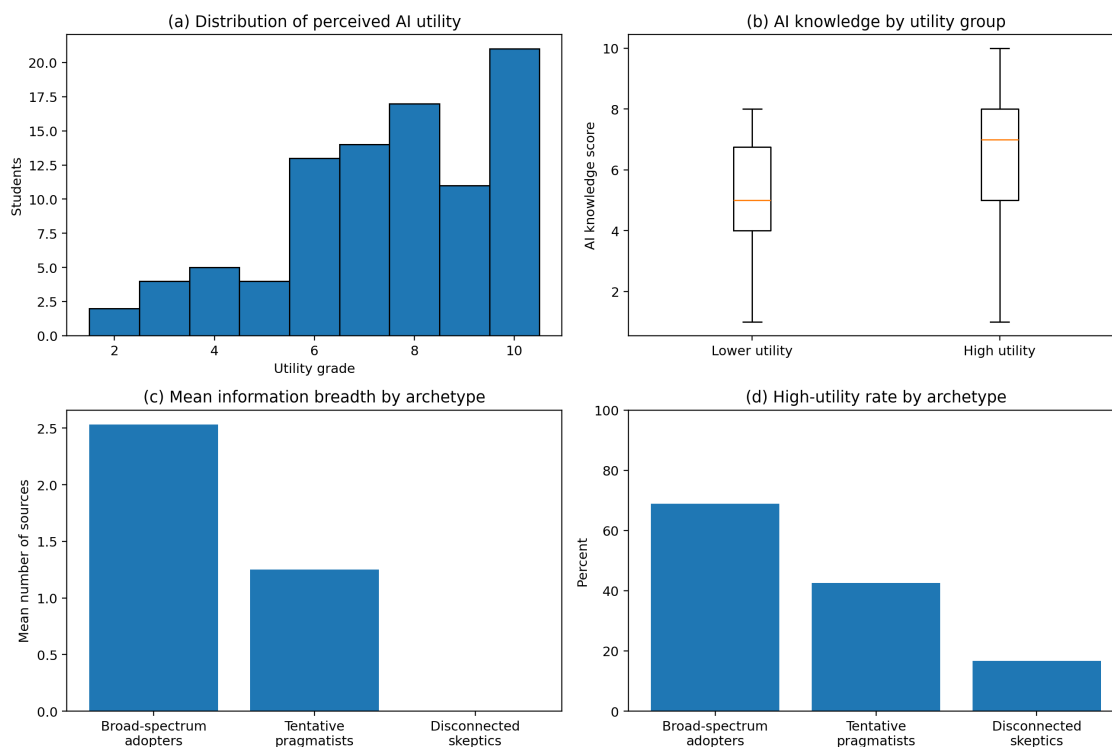 (a) Distribution of perceived AI utility
20.0
17.5
15.0
12.5
10.0
7.5
5.0
2.5
0.0
Students
2 4 6 8 10
Utility grade
(b) AI knowledge by utility group
10
8
6
4
2
AI knowledge score
Lower utility High utility
(c) Mean information breadth by archetype
2.5
2.0
1.5
1.0
0.5
0.0
Mean number of sources
Broad-spectrum adopters
Tentative pragmatists
Disconnected skeptics
(d) High-utility rate by archetype
100
80
60
40
20
0
Percent
Broad-spectrum adopters
Tentative pragmatists
Disconnected skeptics